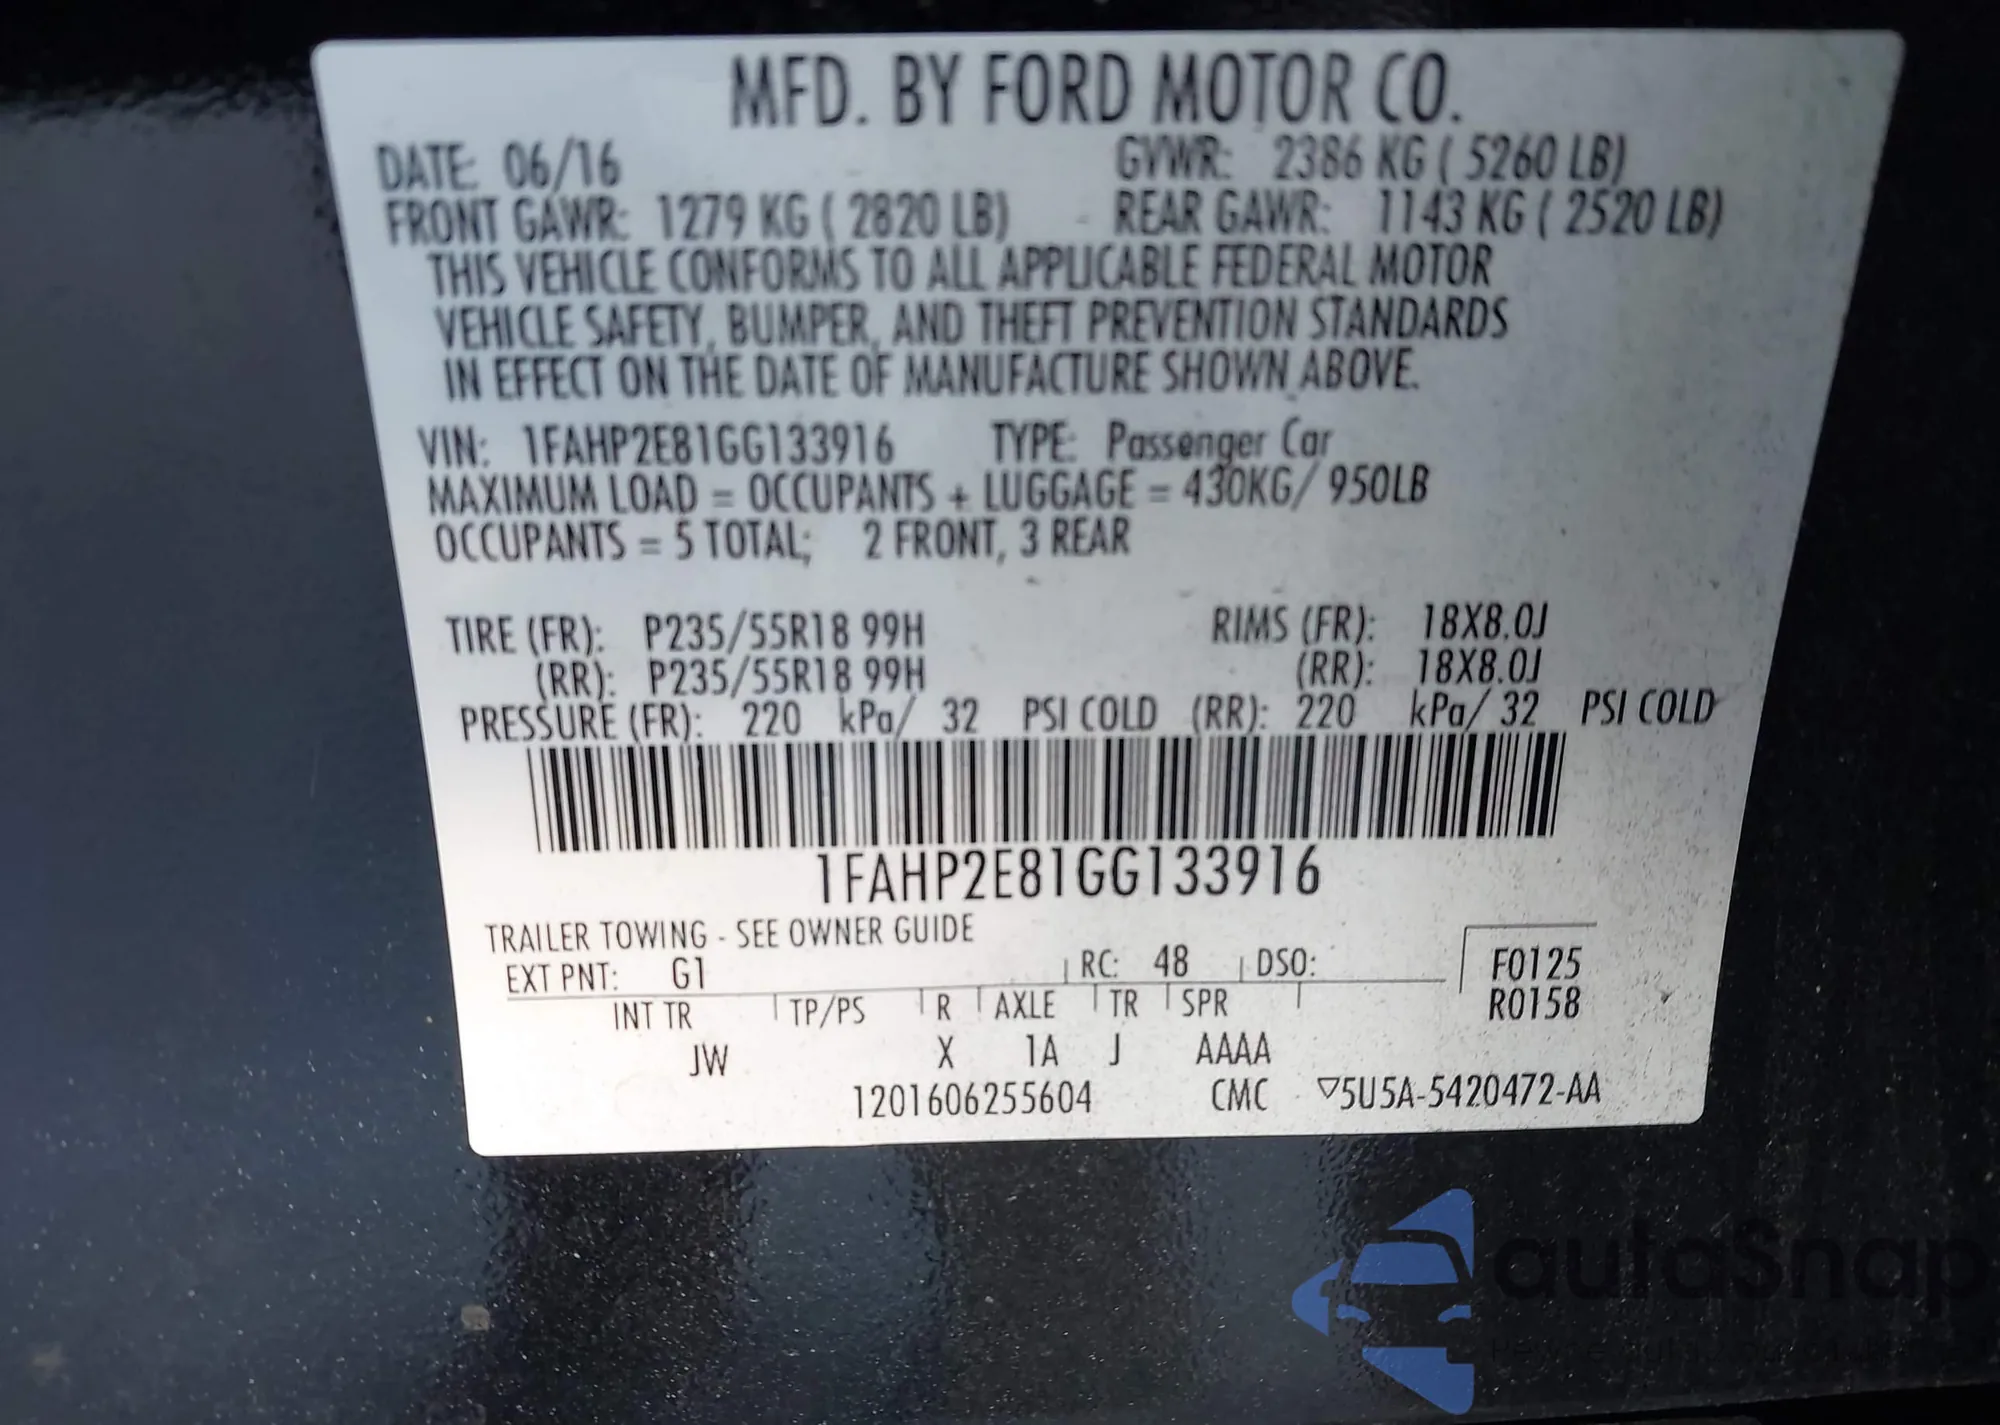 MFD. BY FORD MOTOR CO.
DATE: 06/16 GVWR: 2386 KG ( 5260 LB)
FRONT GAWR: 1279 KG ( 2820 LB) REAR GAWR: 1143 KG ( 2520 LB)
THIS VEHICLE CONFORMS TO ALL APPLICABLE FEDERAL MOTOR
VEHICLE SAFETY, BUMPER, AND THEFT PREVENTION STANDARDS
IN EFFECT ON THE DATE OF MANUFACTURE SHOWN ABOVE.
VIN: 1FAHP2E81GG133916 TYPE: Passenger Car
MAXIMUM LOAD = OCCUPANTS + LUGGAGE = 430KG/ 950LB
OCCUPANTS = 5 TOTAL; 2 FRONT, 3 REAR
TIRE (FR): P235/55R18 99H RIMS (FR): 18X8.0J
(RR): P235/55R18 99H (RR): 18X8.0J
PRESSURE (FR): 220 kPa/ 32 PSI COLD (RR): 220 kPa/ 32 PSI COLD
1FAHP2E81GG133916
TRAILER TOWING - SEE OWNER GUIDE
EXT PNT: G1 RC: 48 DSO: F0125
INT TR TP/PS R AXLE TR SPR R0158
JW X 1A J AAAA
1201606255604 CMC ▽5U5A-5420472-AA
autaSnap